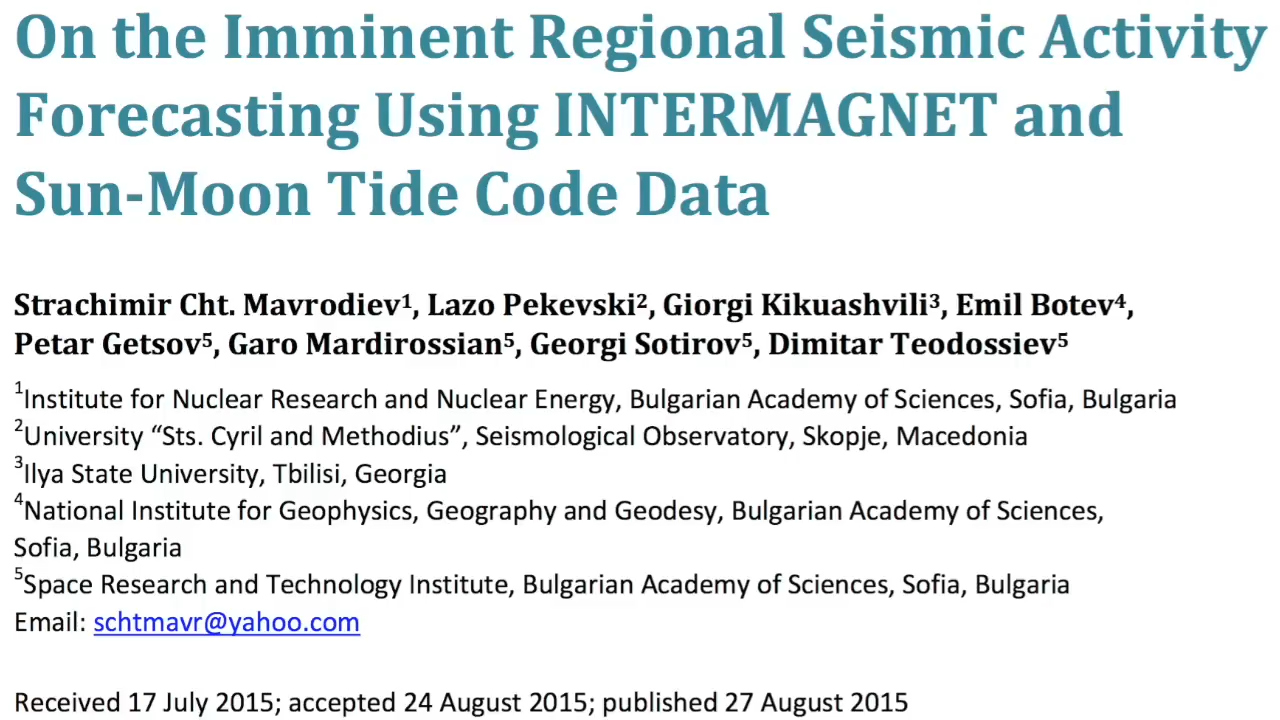 On the Imminent Regional Seismic Activity
Forecasting Using INTERMAGNET and
Sun-Moon Tide Code Data
Strachimir Cht. Mavrodiev1, Lazo Pekevski2, Giorgi Kikuashvili3, Emil Botev4,
Petar Getsov5, Garo Mardirossian5, Georgi Sotirov5, Dimitar Teodossiev5
1Institute for Nuclear Research and Nuclear Energy, Bulgarian Academy of Sciences, Sofia, Bulgaria
2University “Sts. Cyril and Methodius”, Seismological Observatory, Skopje, Macedonia
3Ilya State University, Tbilisi, Georgia
4National Institute for Geophysics, Geography and Geodesy, Bulgarian Academy of Sciences,
Sofia, Bulgaria
5Space Research and Technology Institute, Bulgarian Academy of Sciences, Sofia, Bulgaria
Email: schtmavr@yahoo.com
Received 17 July 2015; accepted 24 August 2015; published 27 August 2015